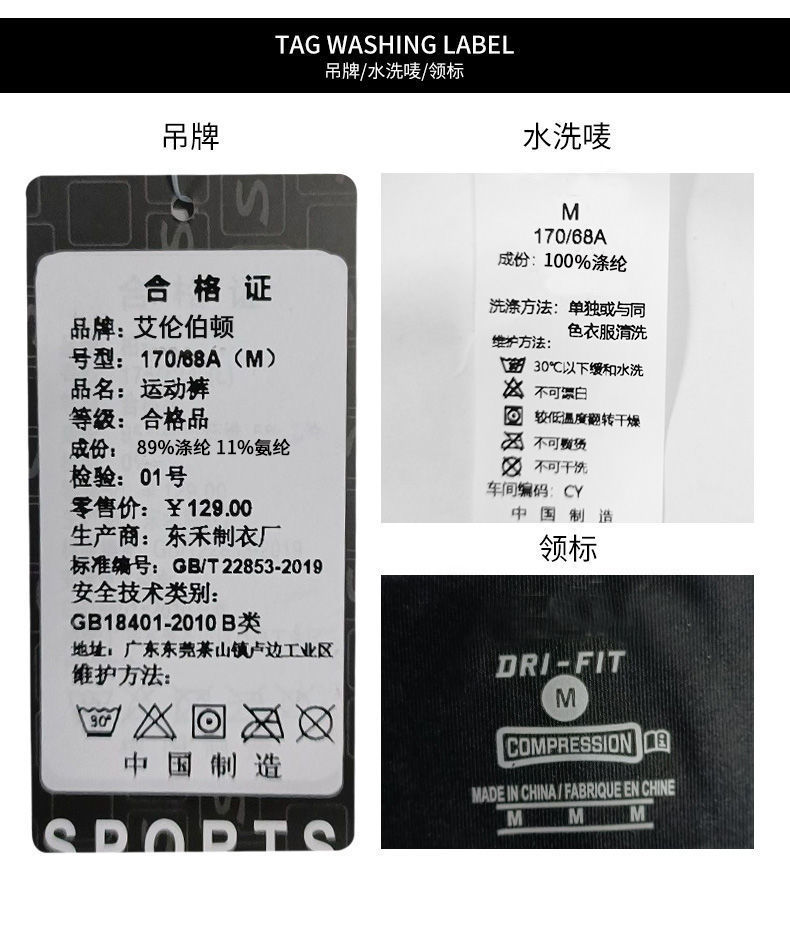 TAG WASHING LABEL
吊牌/水洗唛/领标
吊牌
合格证
品牌：艾伦伯顿
号型：170/68A（M）
品名：运动裤
等级：合格品
成份： 89%涤纶 11%氨纶
检验：01号
零售价：￥129.00
生产商：东禾制衣厂
标准编号：GB/T 22853-2019
安全技术类别：
GB18401-2010 B类
地址：广东东莞茶山镇卢边工业区
维护方法：
30°
中国制造
SPORTS
水洗唛
M
170/68A
成份：100%涤纶
洗涤方法：单独或与同
色衣服清洗
维护方法：
30℃以下缓和水洗
不可漂白
较低温度翻转干燥
不可熨烫
不可干洗
车间编码：CY
中国制造
领标
DRI-FIT
M
COMPRESSION
MADE IN CHINA / FABRIQUE EN CHINE
M M M